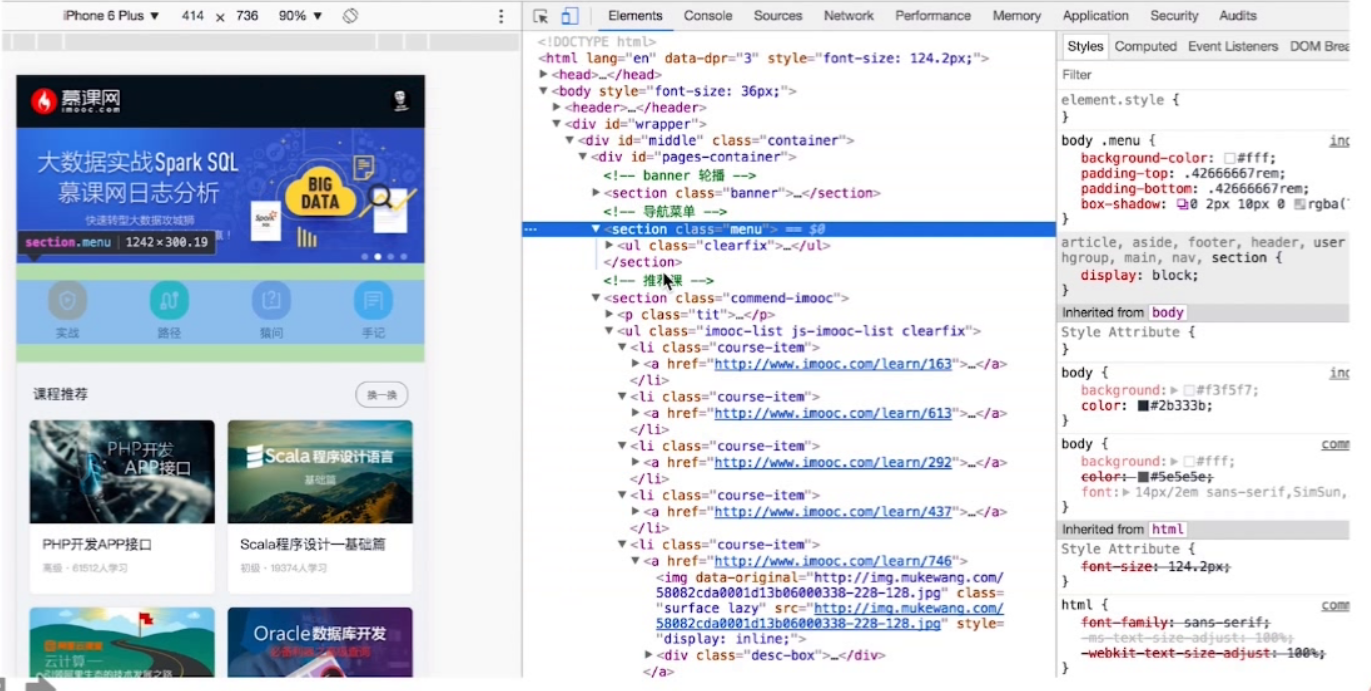 iPhone 6 Plus ▼ 414 × 736 90% ▼
慕课网
imooc.com
大数据实战Spark SQL
慕课网日志分析
快速转型大数据攻城狮
BIG
DATA
Spark
section.menu | 1242×300.19
实战 路径 猿问 手记
课程推荐 换一换
PHP开发
APP接口
Scala程序设计语言
基础篇
PHP开发APP接口
高级·61512人学习
Scala程序设计—基础篇
初级·19374人学习
云计算—
Oracle数据库开发
Elements Console Sources Network Performance Memory Application Security Audits
<!DOCTYPE html>
<html lang="en" data-dpr="3" style="font-size: 124.2px;">
▶<head>…</head>
▼<body style="font-size: 36px;">
▶<header>…</header>
▼<div id="wrapper">
▼<div id="middle" class="container">
▼<div id="pages-container">
<!-- banner 轮播 -->
▶<section class="banner">…</section>
<!-- 导航菜单 -->
▼<section class="menu"> == $0
▶<ul class="clearfix">…</ul>
</section>
<!-- 推荐课 -->
▼<section class="commend-imooc">
▶<p class="tit">…</p>
▼<ul class="imooc-list js-imooc-list clearfix">
▼<li class="course-item">
▶<a href="http://www.imooc.com/learn/163">…</a>
</li>
▼<li class="course-item">
▶<a href="http://www.imooc.com/learn/613">…</a>
</li>
▼<li class="course-item">
▶<a href="http://www.imooc.com/learn/292">…</a>
</li>
▼<li class="course-item">
▶<a href="http://www.imooc.com/learn/437">…</a>
</li>
▼<li class="course-item">
▼<a href="http://www.imooc.com/learn/746">
<img data-original="http://img.mukewang.com/
58082cda0001d13b06000338-228-128.jpg" class=
"surface lazy" src="http://img.mukewang.com/
58082cda0001d13b06000338-228-128.jpg" style=
"display: inline;">
▶<div class="desc-box">…</div>
</a>
Styles Computed Event Listeners DOM Brea
Filter
element.style {
}
body .menu { ind
background-color: #fff;
padding-top: .42666667rem;
padding-bottom: .42666667rem;
box-shadow: 0 2px 10px 0 rgba(
}
article, aside, footer, header, user
hgroup, main, nav, section {
display: block;
}
Inherited from body
Style Attribute {
}
body { ind
background: #f3f5f7;
color: #2b333b;
}
body { comm
background: #fff;
color: #5e5e5e;
font: 14px/2em sans-serif,SimSun,
}
Inherited from html
Style Attribute {
font-size: 124.2px;
}
html { comm
font-family: sans-serif;
-ms-text-size-adjust: 100%;
-webkit-text-size-adjust: 100%;
}